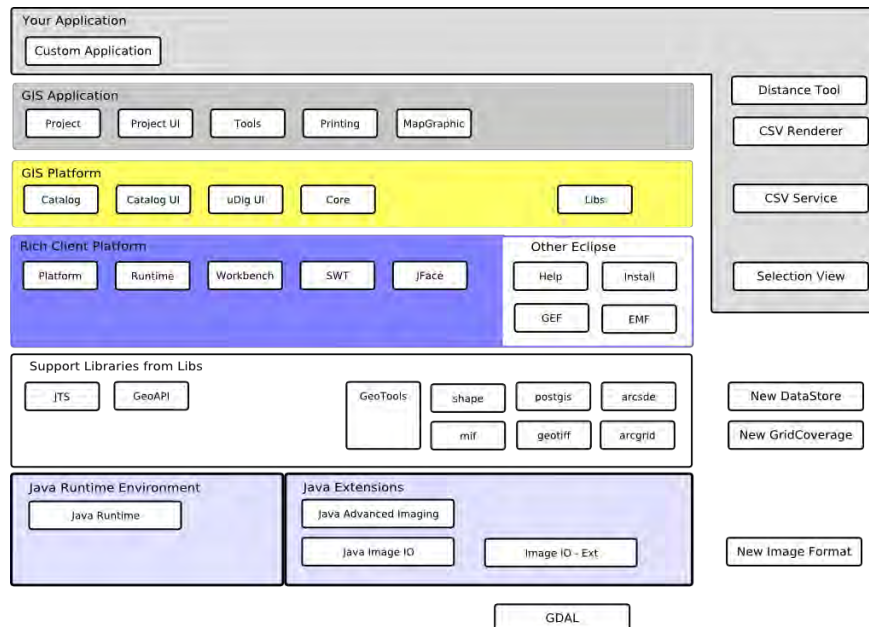 Your Application
Custom Application
Distance Tool
CSV Renderer
CSV Service
Selection View
GIS Application
Project
Project UI
Tools
Printing
MapGraphic
GIS Platform
Catalog
Catalog UI
uDig UI
Core
Libs
Rich Client Platform
Platform
Runtime
Workbench
SWT
JFace
Other Eclipse
Help
Install
GEF
EMF
Support Libraries from Libs
JTS
GeoAPI
GeoTools
shape
postgis
arcsde
mif
geotiff
arcgrid
New DataStore
New GridCoverage
Java Runtime Environment
Java Runtime
Java Extensions
Java Advanced Imaging
Java Image IO
Image IO - Ext
New Image Format
GDAL